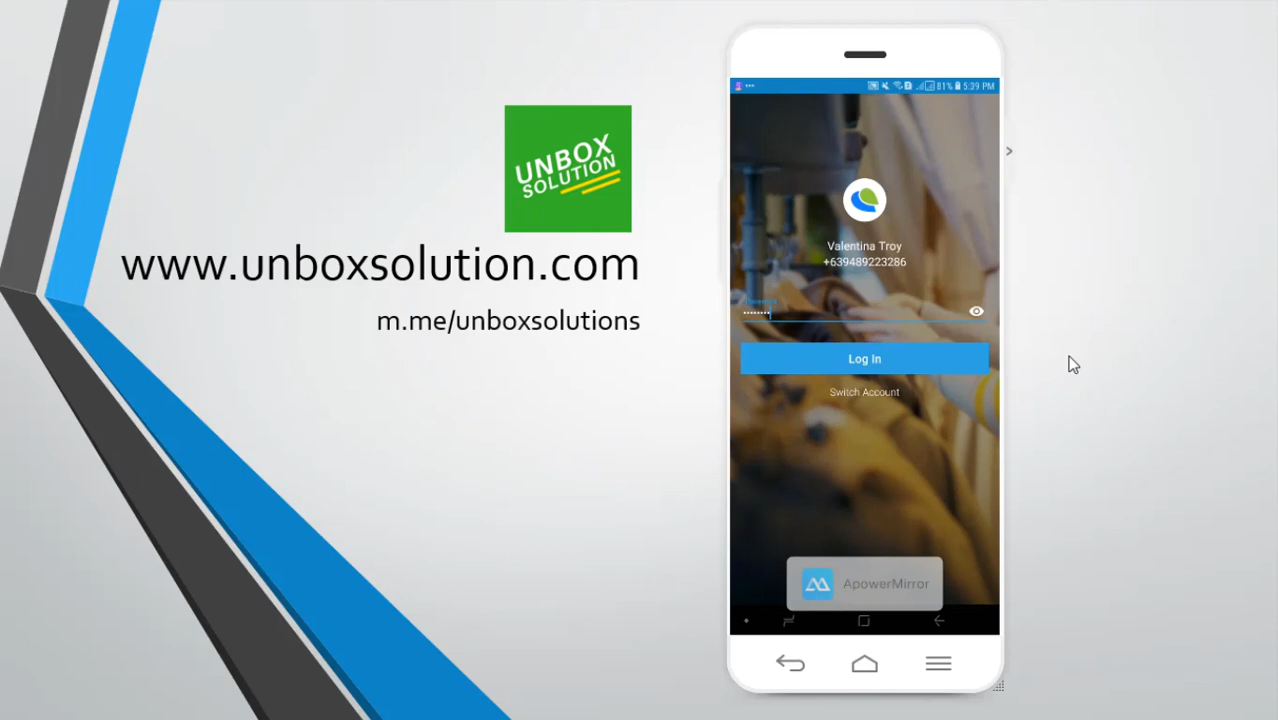 UNBOX
SOLUTION
www.unboxsolution.com
m.me/unboxsolutions
81% 5:39 PM
Valentina Troy
+639489223286
Password
Log In
Switch Account
ApowerMirror